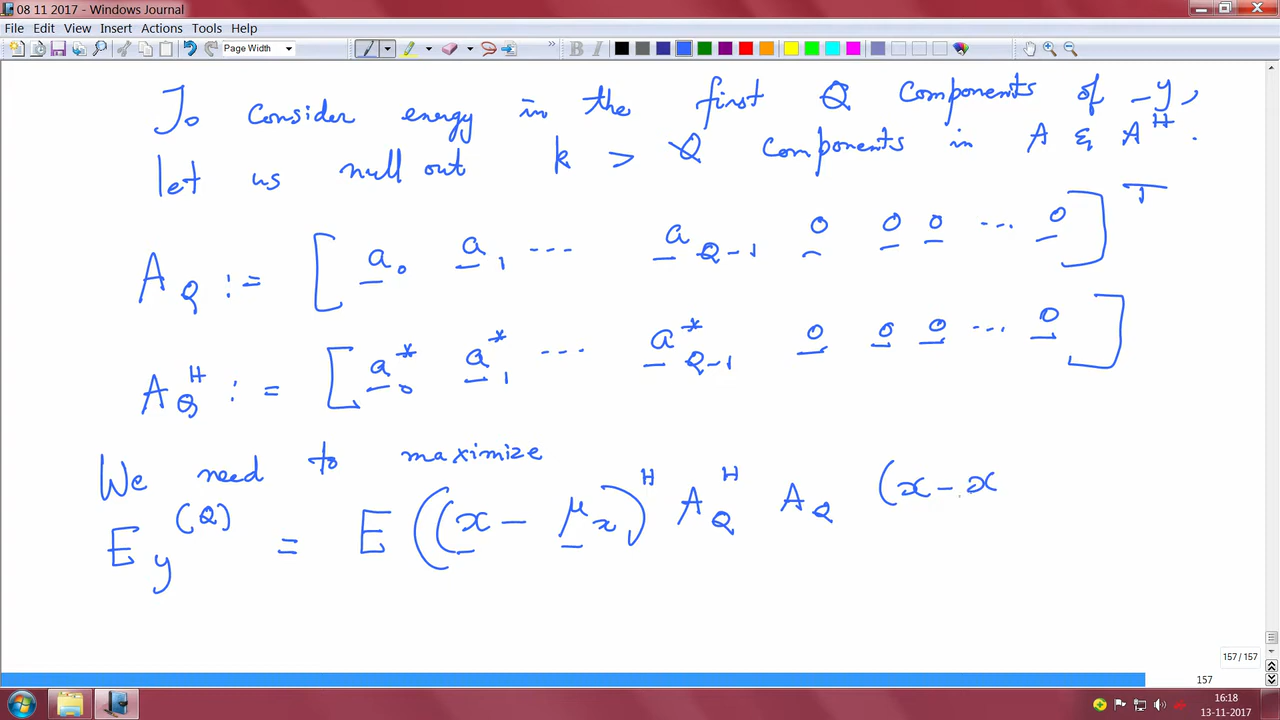 08 11 2017 - Windows Journal
File Edit View Insert Actions Tools Help
Page Width
To consider energy in the first Q components of y,
let us null out k > Q components in A & A^H.
A_Q := [a_0 a_1 ... a_{Q-1} 0 0 0 ... 0]^T
A_Q^H := [a_0^* a_1^* ... a_{Q-1}^* 0 0 0 ... 0]
We need to maximize
E_y^(Q) = E((x - μ_x)^H A_Q^H A_Q (x - x
157 / 157
157
16:18
13-11-2017